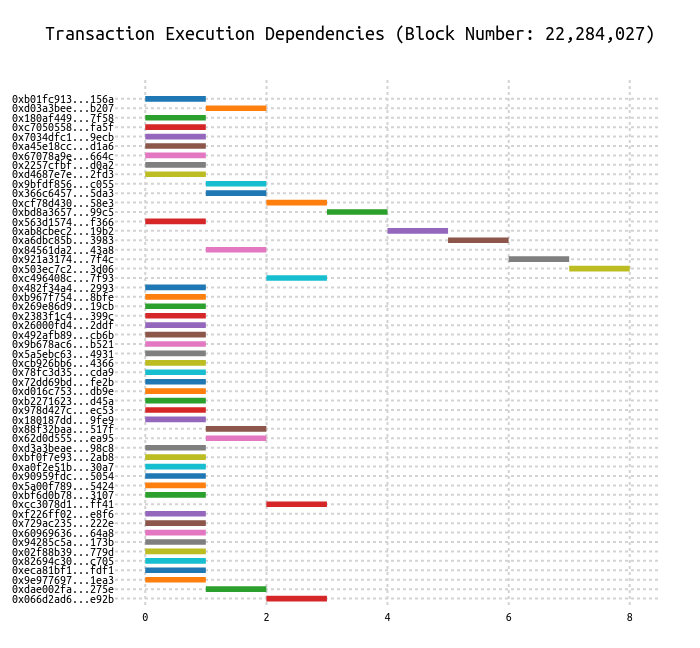 Transaction Execution Dependencies (Block Number: 22,284,027)
0xb01fc913...156a
0xd03a3bee...b207
0x180af449...7f58
0xc7050558...fa5f
0x7034dfc1...9ecb
0xa45e18cc...d1a6
0x67078a9e...664c
0x2257cfbf...d0a2
0xd4687e7e...2fd3
0x9bfdf856...c055
0x366c6457...5da3
0xcf78d430...58e3
0xbd8a3657...99c5
0x563d1574...f366
0xab8cbec2...19b2
0xa6dbc85b...3983
0x84561da2...43a8
0x921a3174...7f4c
0x503ec7c2...3d06
0xc496408c...7f93
0x482f34a4...2993
0xb967f754...8bfe
0x269e86d9...19cb
0x2383f1c4...399c
0x26000fd4...2ddf
0x492afb89...cb6b
0x9b678ac6...b521
0x5a5ebc63...4931
0xcb926bb6...4366
0x78fc3d35...cda9
0x72dd69bd...fe2b
0xd016c753...db9e
0xb2271623...d45a
0x978d427c...ec53
0x180187dd...9fe9
0x88f32baa...517f
0x62d0d555...ea95
0xd3a3beae...98c8
0xbf0f7e93...2ab8
0xa0f2e51b...30a7
0x90959fdc...5054
0x5a00f789...5424
0xbf6d0b78...3107
0xcc3078d1...ff41
0xf226ff02...e8f6
0x729ac235...222e
0x60969636...64a8
0x94285c5a...173b
0x02f88b39...779d
0x82694c30...c705
0xeca81bf1...fdf1
0x9e977697...1ea3
0xdae002fa...275e
0x066d2ad6...e92b
0 2 4 6 8